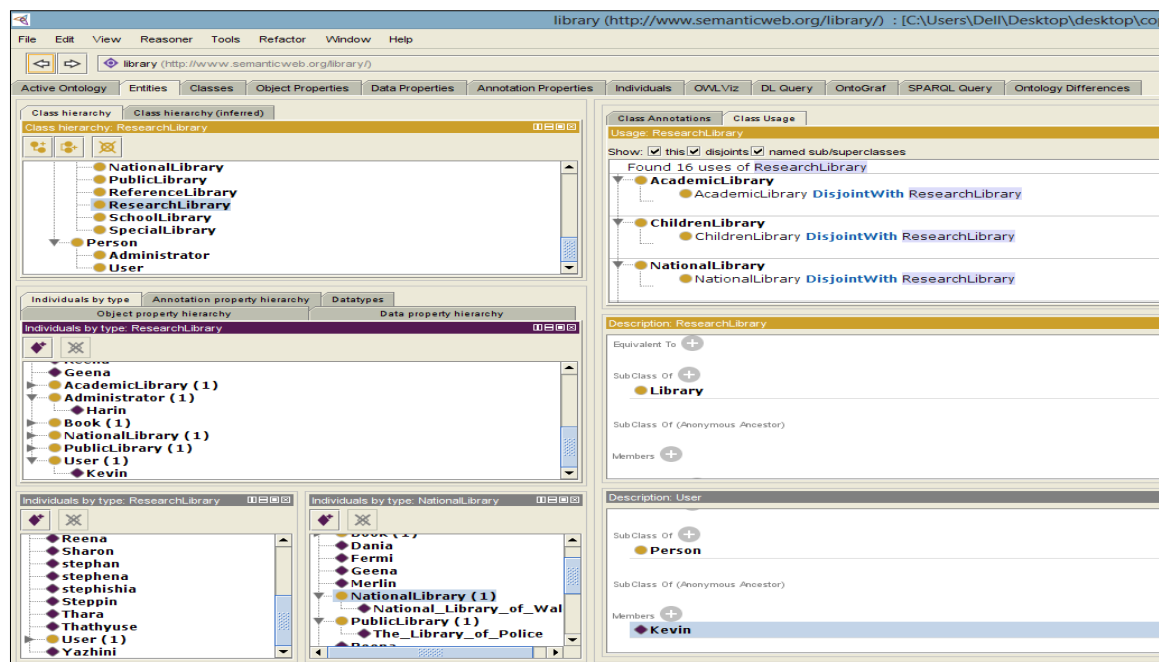 library (http://www.semanticweb.org/library/) : [C:\Users\Dell\Desktop\desktop\co
File Edit View Reasoner Tools Refactor Window Help
library (http://www.semanticweb.org/library/)
Active Ontology Entities Classes Object Properties Data Properties Annotation Properties Individuals OWLViz DL Query OntoGraf SPARQL Query Ontology Differences
Class hierarchy Class hierarchy (inferred)
Class hierarchy: ResearchLibrary
NationalLibrary
PublicLibrary
ReferenceLibrary
ResearchLibrary
SchoolLibrary
SpecialLibrary
Person
Administrator
User
Individuals by type Annotation property hierarchy Datatypes
Object property hierarchy Data property hierarchy
Individuals by type: ResearchLibrary
Geena
AcademicLibrary (1)
Administrator (1)
Harin
Book (1)
NationalLibrary (1)
PublicLibrary (1)
User (1)
Kevin
Individuals by type: ResearchLibrary
Reena
Sharon
stephan
stephena
stephishia
Steppin
Thara
Thathyuse
User (1)
Yazhini
Individuals by type: NationalLibrary
Book (1)
Dania
Fermi
Geena
Merlin
NationalLibrary (1)
National_Library_of_Wal
PublicLibrary (1)
The_Library_of_Police
Class Annotations Class Usage
Usage: ResearchLibrary
Show: this disjoints named sub/superclasses
Found 16 uses of ResearchLibrary
AcademicLibrary
AcademicLibrary DisjointWith ResearchLibrary
ChildrenLibrary
ChildrenLibrary DisjointWith ResearchLibrary
NationalLibrary
NationalLibrary DisjointWith ResearchLibrary
Description: ResearchLibrary
Equivalent To
SubClass Of
Library
SubClass Of (Anonymous Ancestor)
Members
Description: User
SubClass Of
Person
SubClass Of (Anonymous Ancestor)
Members
Kevin